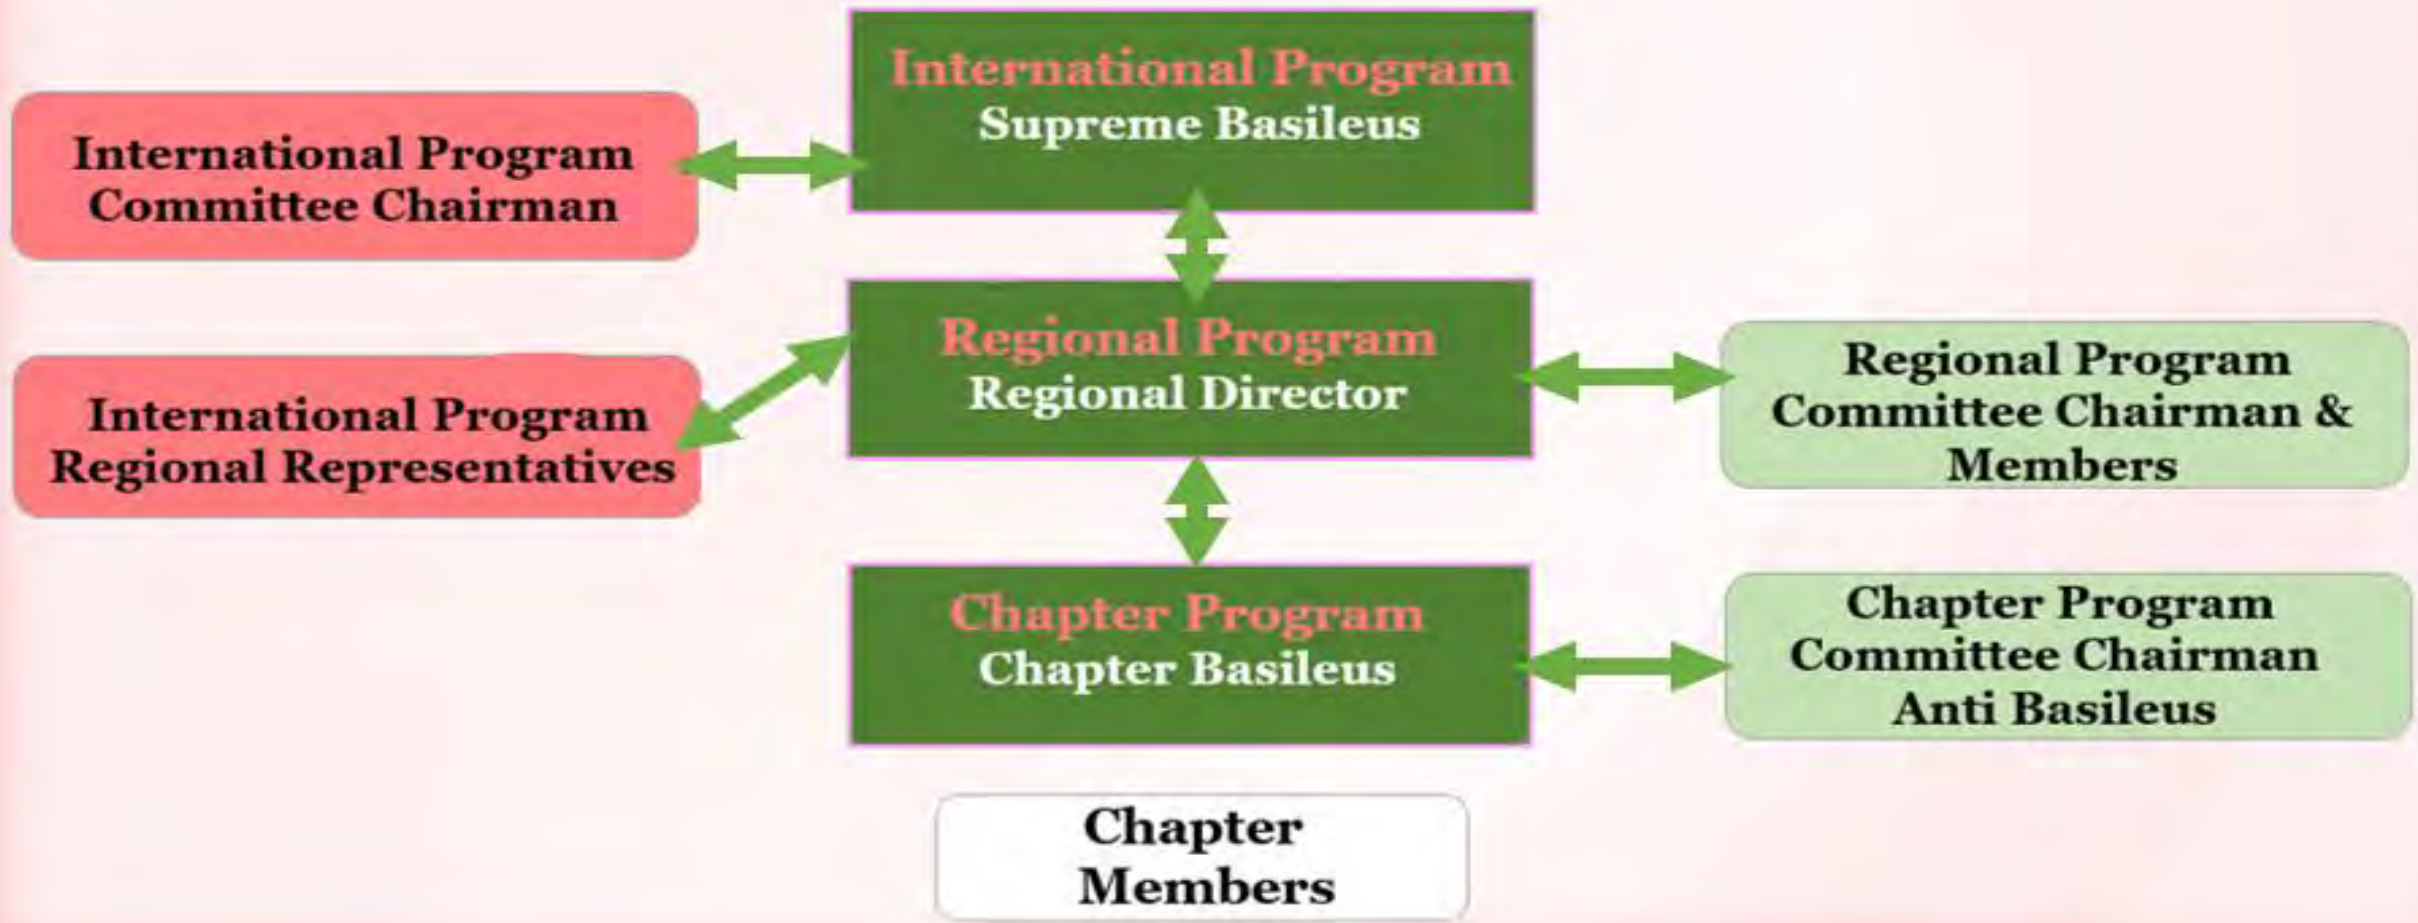 International Program
Supreme Basileus
International Program
Committee Chairman
Regional Program
Regional Director
International Program
Regional Representatives
Regional Program
Committee Chairman &
Members
Chapter Program
Chapter Basileus
Chapter Program
Committee Chairman
Anti Basileus
Chapter
Members